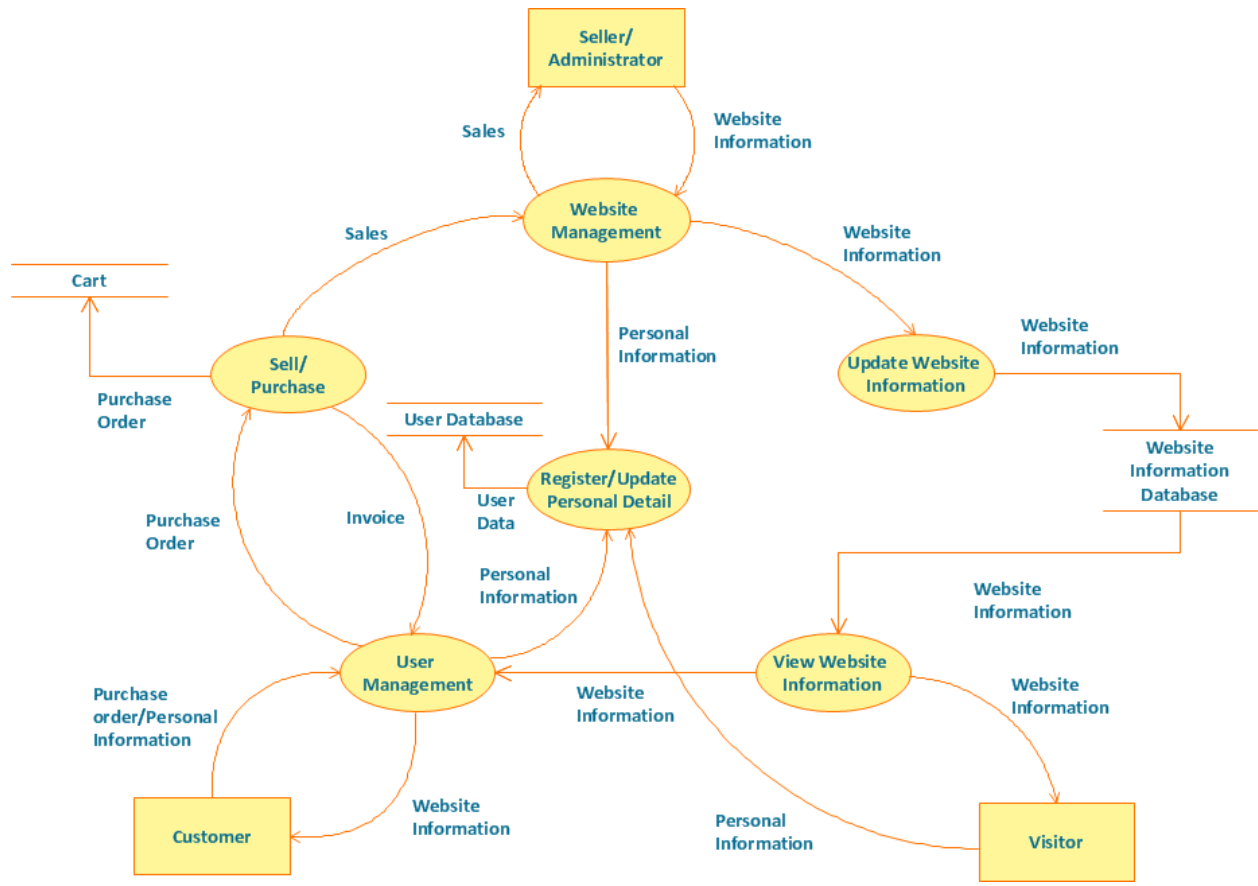 Seller/
Administrator
Sales
Website
Information
Website
Management
Sales
Website
Information
Cart
Personal
Information
Website
Information
Sell/
Purchase
Update Website
Information
Purchase
Order
User Database
Website
Information
Database
Register/Update
Personal Detail
User
Data
Purchase
Order
Invoice
Personal
Information
Website
Information
User
Management
View Website
Information
Website
Information
Website
Information
Purchase
order/Personal
Information
Website
Information
Personal
Information
Customer
Visitor